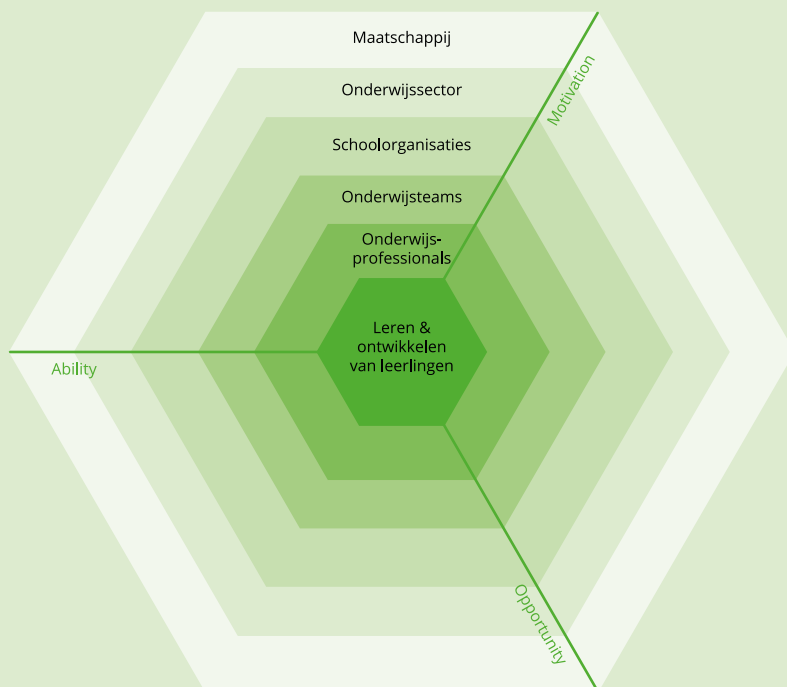 Maatschappij
Motivation
Onderwijssector
Schoolorganisaties
Onderwijsteams
Onderwijs-
professionals
Leren &
ontwikkelen
van leerlingen
Ability
Opportunity